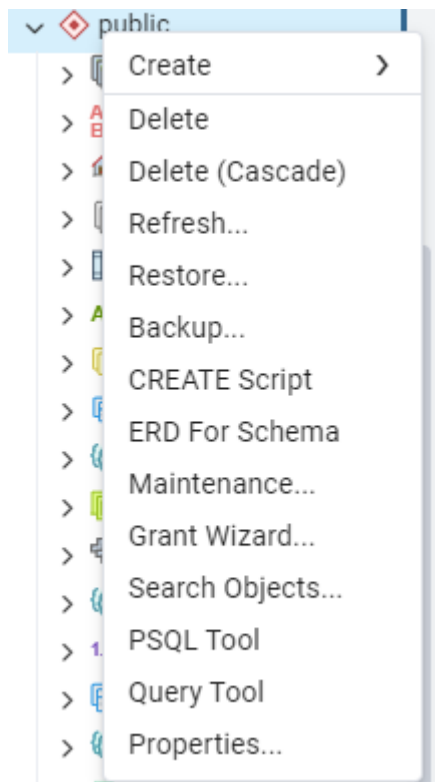 public
Create
Delete
Delete (Cascade)
Refresh...
Restore...
Backup...
CREATE Script
ERD For Schema
Maintenance...
Grant Wizard...
Search Objects...
PSQL Tool
Query Tool
Properties...